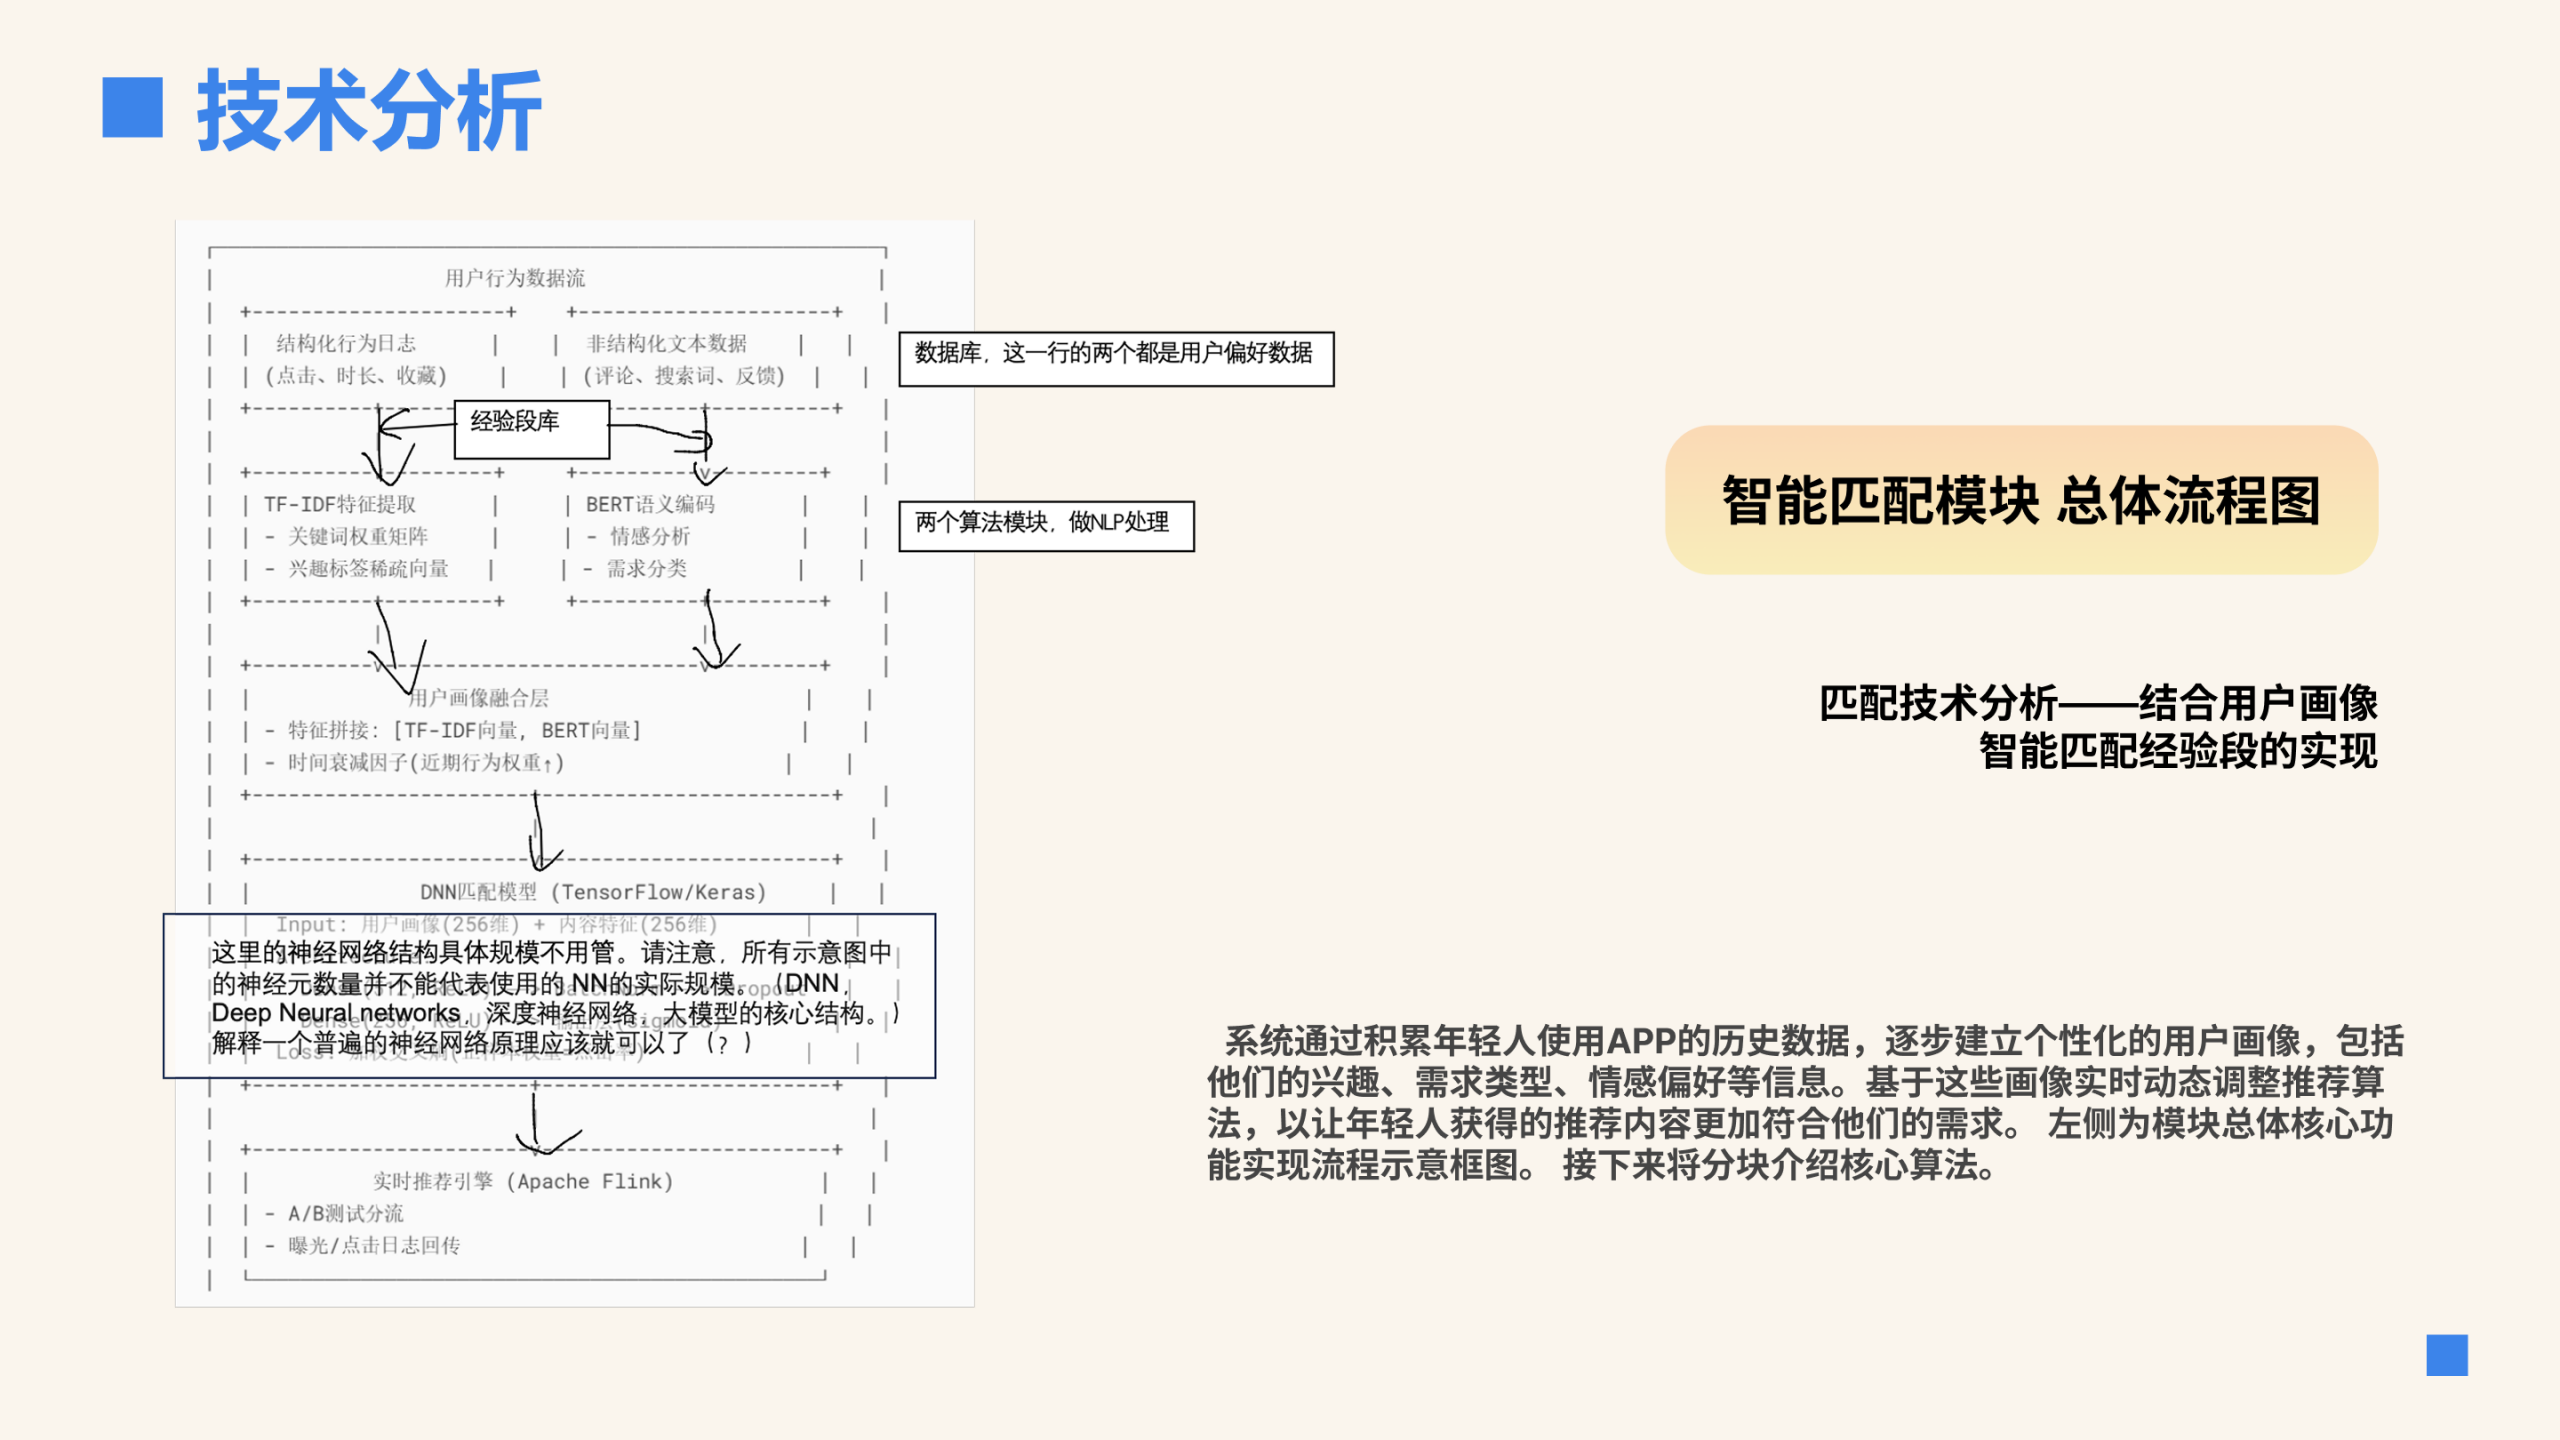 技术分析
用户行为数据流
结构化行为日志
(点击、时长、收藏)
非结构化文本数据
(评论、搜索词、反馈)
数据库，这一行的两个都是用户偏好数据
经验段库
TF-IDF特征提取
- 关键词权重矩阵
- 兴趣标签稀疏向量
BERT语义编码
- 情感分析
- 需求分类
两个算法模块，做NLP处理
用户画像融合层
- 特征拼接: [TF-IDF向量, BERT向量]
- 时间衰减因子(近期行为权重↑)
DNN匹配模型 (TensorFlow/Keras)
Input: 用户画像(256维) + 内容特征(256维)
这里的神经网络结构具体规模不用管。请注意，所有示意图中
的神经元数量并不能代表使用的 NN的实际规模。（DNN，
Deep Neural networks，深度神经网络，大模型的核心结构。）
解释一个普遍的神经网络原理应该就可以了（？）
实时推荐引擎 (Apache Flink)
- A/B测试分流
- 曝光/点击日志回传
智能匹配模块 总体流程图
匹配技术分析——结合用户画像
智能匹配经验段的实现
系统通过积累年轻人使用APP的历史数据，逐步建立个性化的用户画像，包括
他们的兴趣、需求类型、情感偏好等信息。基于这些画像实时动态调整推荐算
法，以让年轻人获得的推荐内容更加符合他们的需求。 左侧为模块总体核心功
能实现流程示意框图。 接下来将分块介绍核心算法。